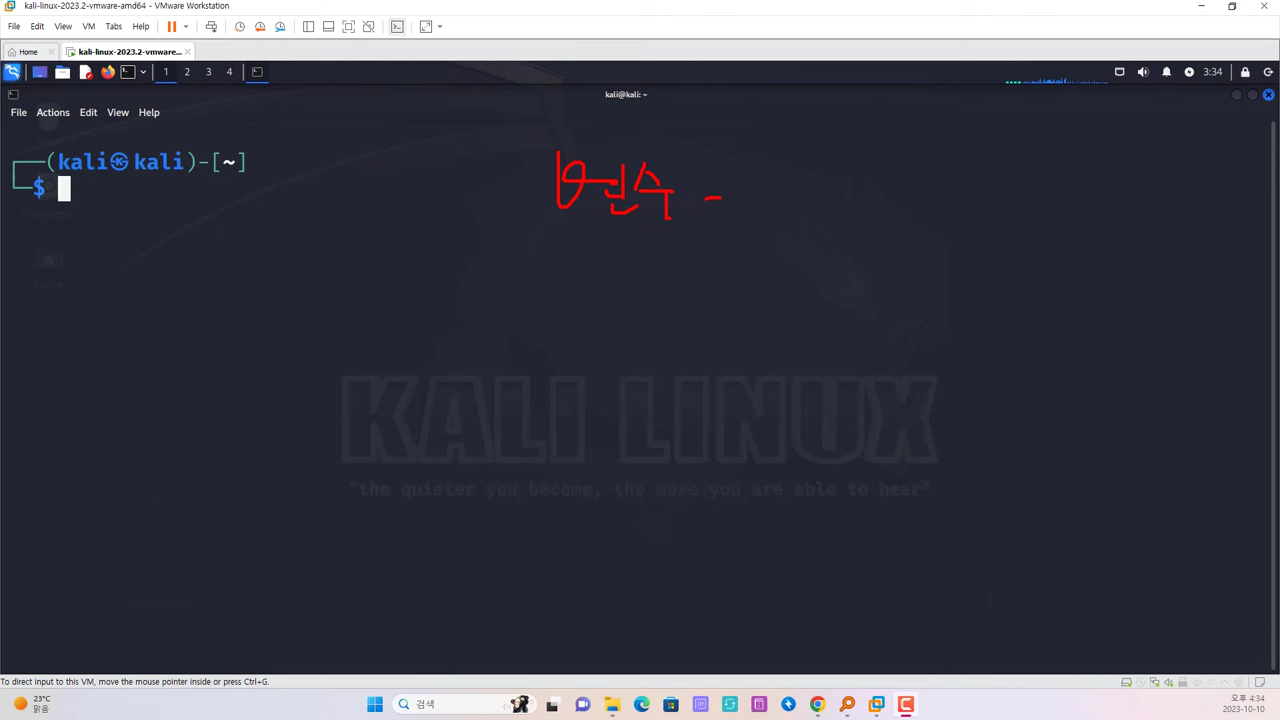 kali-linux-2023.2-vmware-amd64 - VMware Workstation
File Edit View VM Tabs Help
Home kali-linux-2023.2-vmware...
1 2 3 4 3:34
kali@kali: ~
File Actions Edit View Help
┌──(kali㉿kali)-[~]
└─$
변수 -
Home
KALI LINUX
"the quieter you become, the more you are able to hear"
To direct input to this VM, move the mouse pointer inside or press Ctrl+G.
23°C
맑음
검색
오후 4:34
2023-10-10